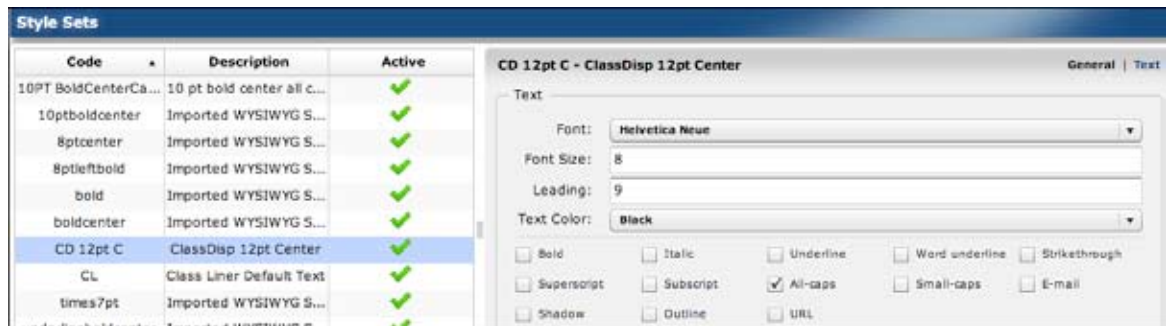 Style Sets
Code Description Active
10PT BoldCenterCa... 10 pt bold center all c...
10ptboldcenter Imported WYSIWYG S...
8ptcenter Imported WYSIWYG S...
8ptleftbold Imported WYSIWYG S...
bold Imported WYSIWYG S...
boldcenter Imported WYSIWYG S...
CD 12pt C ClassDisp 12pt Center
CL Class Liner Default Text
times7pt Imported WYSIWYG S...
CD 12pt C - ClassDisp 12pt Center General | Text
Text
Font: Helvetica Neue
Font Size: 8
Leading: 9
Text Color: Black
Bold Italic Underline Word underline Strikethrough
Superscript Subscript All-caps Small-caps E-mail
Shadow Outline URL